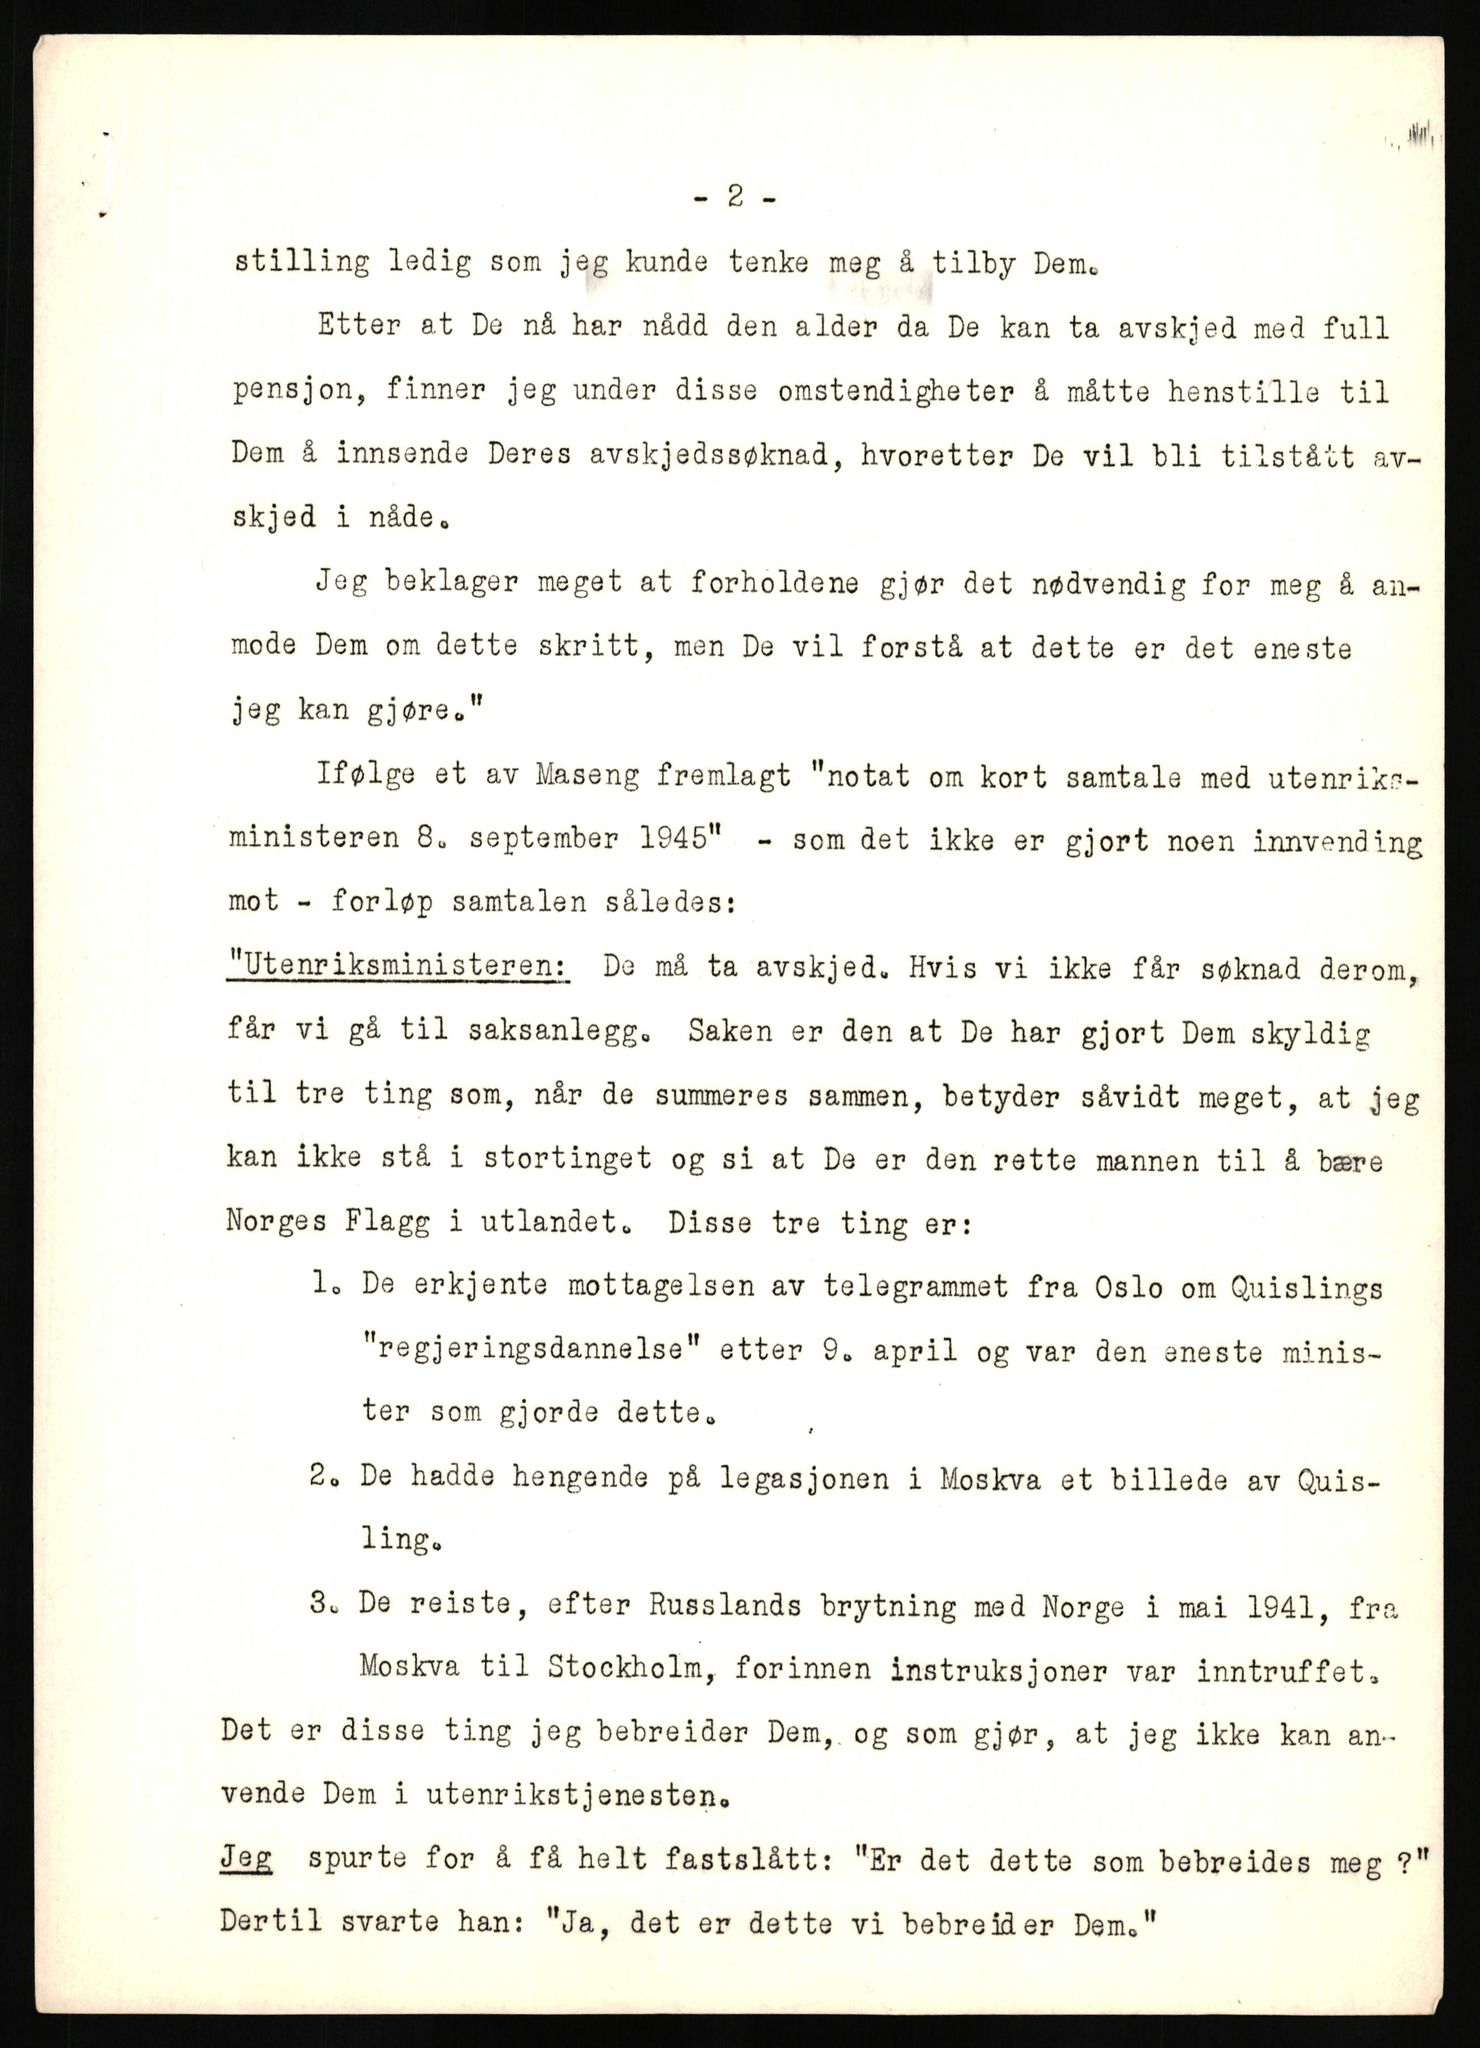 - 2 -
stilling ledig som jeg kunde tenke meg å tilby Dem.
Etter at De nå har nådd den alder da De kan ta avskjed med full
pensjon, finner jeg under disse omstendigheter å måtte henstille til
Dem å innsende Deres avskjedssøknad, hvoretter De vil bli tilstått av-
skjed i nåde.
Jeg beklager meget at forholdene gjør det nødvendig for meg å an-
mode Dem om dette skritt, men De vil forstå at dette er det eneste
jeg kan gjøre."
Ifølge et av Maseng fremlagt "notat om kort samtale med utenriks-
ministeren 8. september 1945" - som det ikke er gjort noen innvending
mot - forløp samtalen således:
"Utenriksministeren: De må ta avskjed. Hvis vi ikke får søknad derom,
får vi gå til saksanlegg. Saken er den at De har gjort Dem skyldig
til tre ting som, når de summeres sammen, betyder såvidt meget, at jeg
kan ikke stå i stortinget og si at De er den rette mannen til å bære
Norges Flagg i utlandet. Disse tre ting er:
1. De erkjente mottagelsen av telegrammet fra Oslo om Quislings
"regjeringsdannelse" etter 9. april og var den eneste minis-
ter som gjorde dette.
2. De hadde hengende på legasjonen i Moskva et billede av Quis-
ling.
3. De reiste, efter Russlands brytning med Norge i mai 1941, fra
Moskva til Stockholm, forinnen instruksjoner var inntruffet.
Det er disse ting jeg bebreider Dem, og som gjør, at jeg ikke kan an-
vende Dem i utenrikstjenesten.
Jeg spurte for å få helt fastslått: "Er det dette som bebreides meg ?"
Dertil svarte han: "Ja, det er dette vi bebreider Dem."